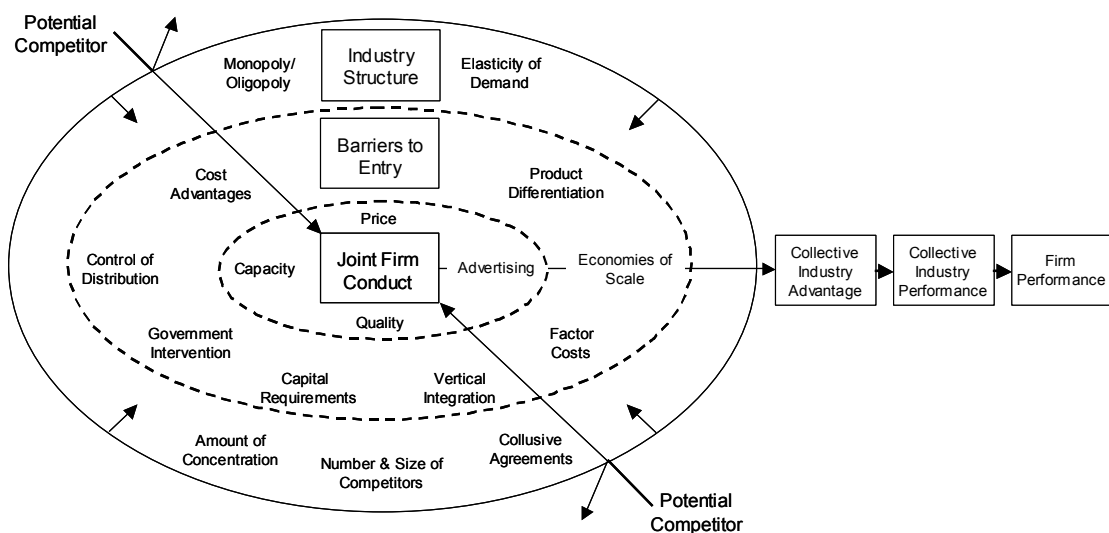 Potential
Competitor
Monopoly/
Oligopoly
Industry
Structure
Elasticity of
Demand
Barriers to
Entry
Cost
Advantages
Product
Differentiation
Price
Control of
Distribution
Capacity
Joint Firm
Conduct
Advertising
Economies of
Scale
Collective
Industry
Advantage
Collective
Industry
Performance
Firm
Performance
Quality
Government
Intervention
Factor
Costs
Capital
Requirements
Vertical
Integration
Amount of
Concentration
Number & Size of
Competitors
Collusive
Agreements
Potential
Competitor